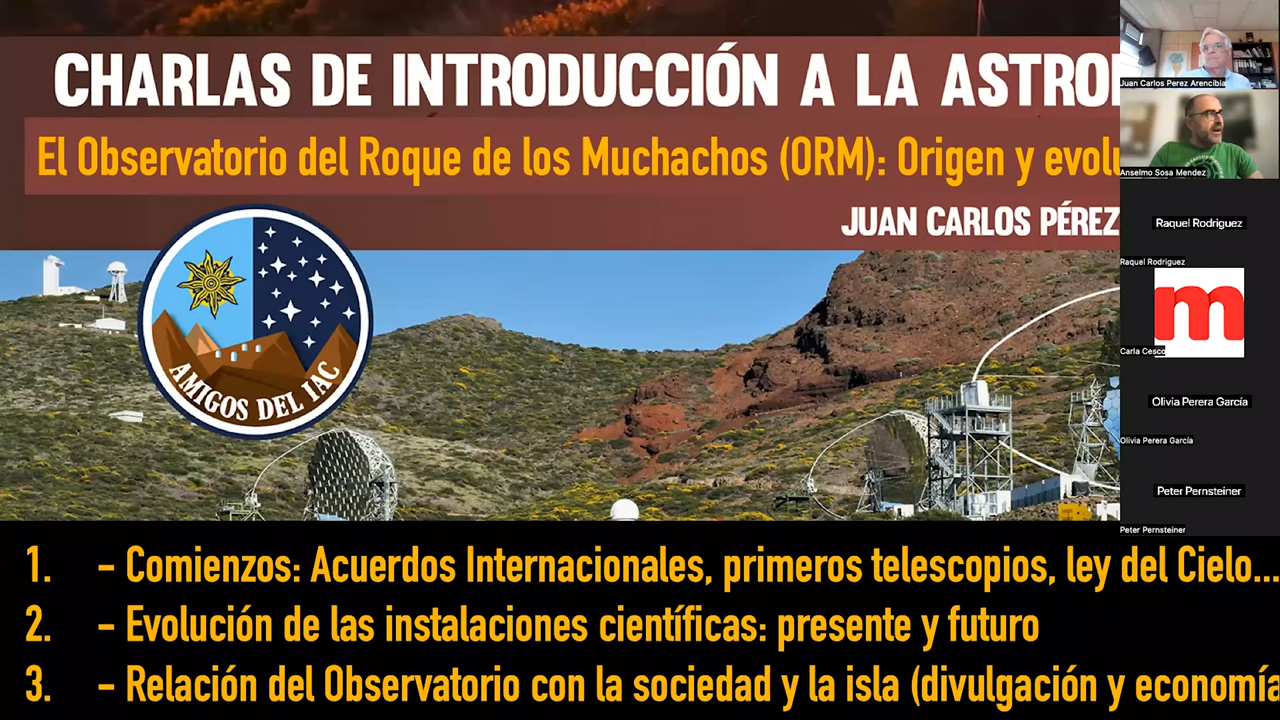 CHARLAS DE INTRODUCCIÓN A LA ASTRO
El Observatorio del Roque de los Muchachos (ORM): Origen y evolu
JUAN CARLOS PÉREZ
AMIGOS DEL IAC
1. – Comienzos: Acuerdos Internacionales, primeros telescopios, ley del Cielo...
2. – Evolución de las instalaciones científicas: presente y futuro
3. – Relación del Observatorio con la sociedad y la isla (divulgación y economía
Juan Carlos Perez Arencibia
Anselmo Sosa Mendez
Raquel Rodriguez
Raquel Rodriguez
m
Carla Cesco
Olivia Perera García
Olivia Perera García
Peter Pernsteiner
Peter Pernsteiner